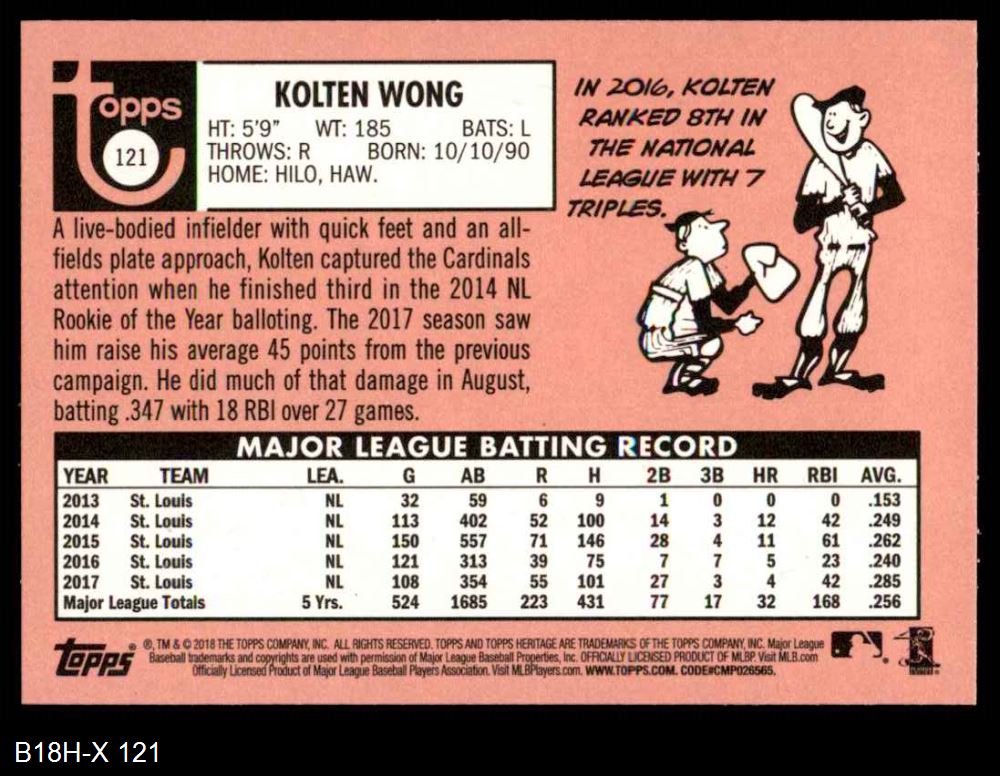 topps
121
KOLTEN WONG
HT: 5'9" WT: 185 BATS: L
THROWS: R BORN: 10/10/90
HOME: HILO, HAW.
IN 2016, KOLTEN
RANKED 8TH IN
THE NATIONAL
LEAGUE WITH 7
TRIPLES.
A live-bodied infielder with quick feet and an all-
fields plate approach, Kolten captured the Cardinals
attention when he finished third in the 2014 NL
Rookie of the Year balloting. The 2017 season saw
him raise his average 45 points from the previous
campaign. He did much of that damage in August,
batting .347 with 18 RBI over 27 games.
MAJOR LEAGUE BATTING RECORD
YEAR TEAM LEA. G AB R H 2B 3B HR RBI AVG.
2013 St. Louis NL 32 59 6 9 1 0 0 0 .153
2014 St. Louis NL 113 402 52 100 14 3 12 42 .249
2015 St. Louis NL 150 557 71 146 28 4 11 61 .262
2016 St. Louis NL 121 313 39 75 7 7 5 23 .240
2017 St. Louis NL 108 354 55 101 27 3 4 42 .285
Major League Totals 5 Yrs. 524 1685 223 431 77 17 32 168 .256
topps
®, TM & © 2018 THE TOPPS COMPANY, INC. ALL RIGHTS RESERVED. TOPPS AND TOPPS HERITAGE ARE TRADEMARKS OF THE TOPPS COMPANY, INC. Major League
Baseball trademarks and copyrights are used with permission of Major League Baseball Properties, Inc. OFFICIALLY LICENSED PRODUCT OF MLBP. Visit MLB.com
Officially Licensed Product of Major League Baseball Players Association. Visit MLBPlayers.com. WWW.TOPPS.COM. CODE#CMP026565.
B18H-X 121